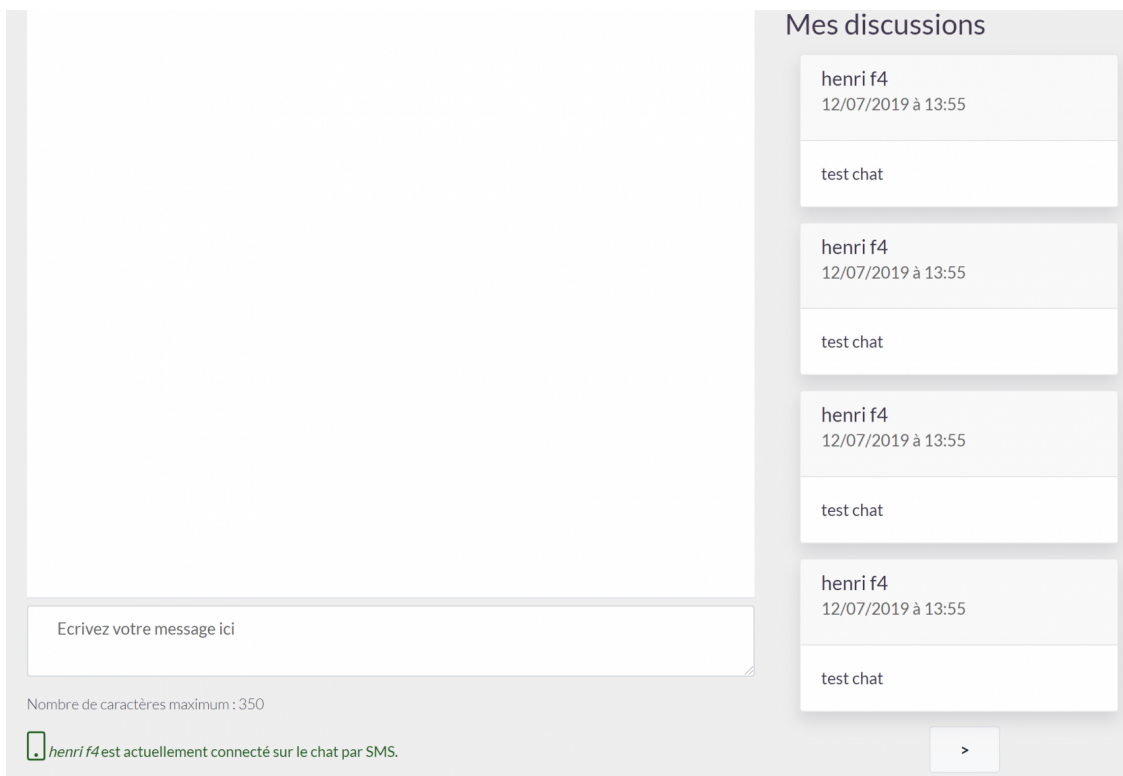 Mes discussions
henri f4
12/07/2019 à 13:55
test chat
henri f4
12/07/2019 à 13:55
test chat
henri f4
12/07/2019 à 13:55
test chat
henri f4
12/07/2019 à 13:55
test chat
>
Ecrivez votre message ici
Nombre de caractères maximum : 350
henri f4 est actuellement connecté sur le chat par SMS.